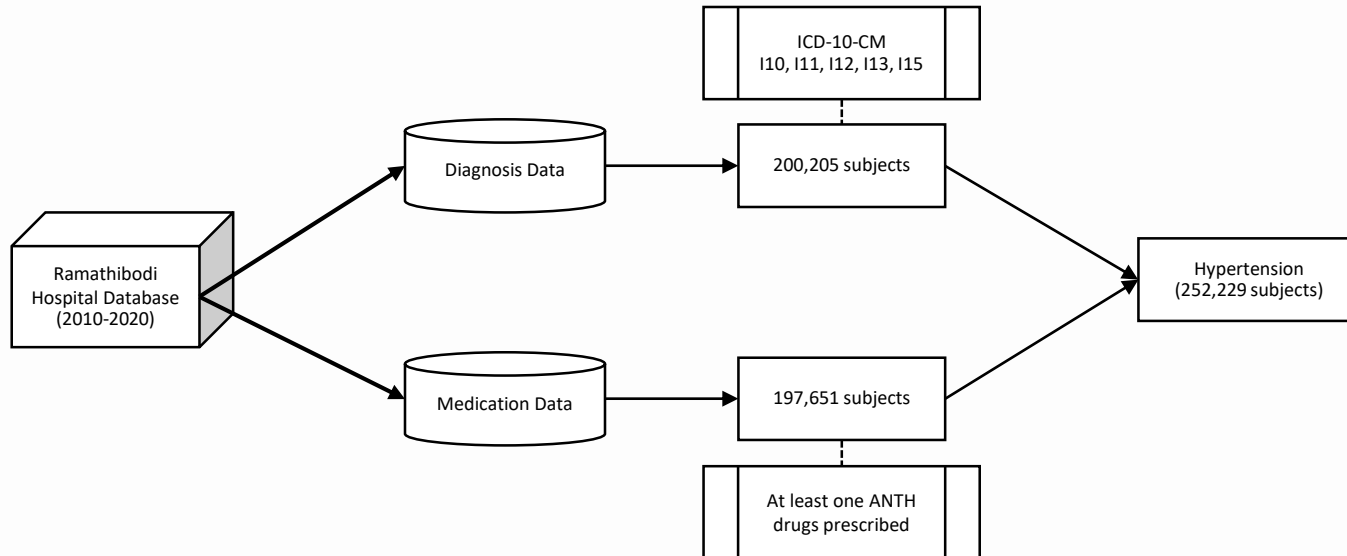 ICD-10-CM
I10, I11, I12, I13, I15
Diagnosis Data
200,205 subjects
Ramathibodi
Hospital Database
(2010-2020)
Hypertension
(252,229 subjects)
Medication Data
197,651 subjects
At least one ANTH
drugs prescribed